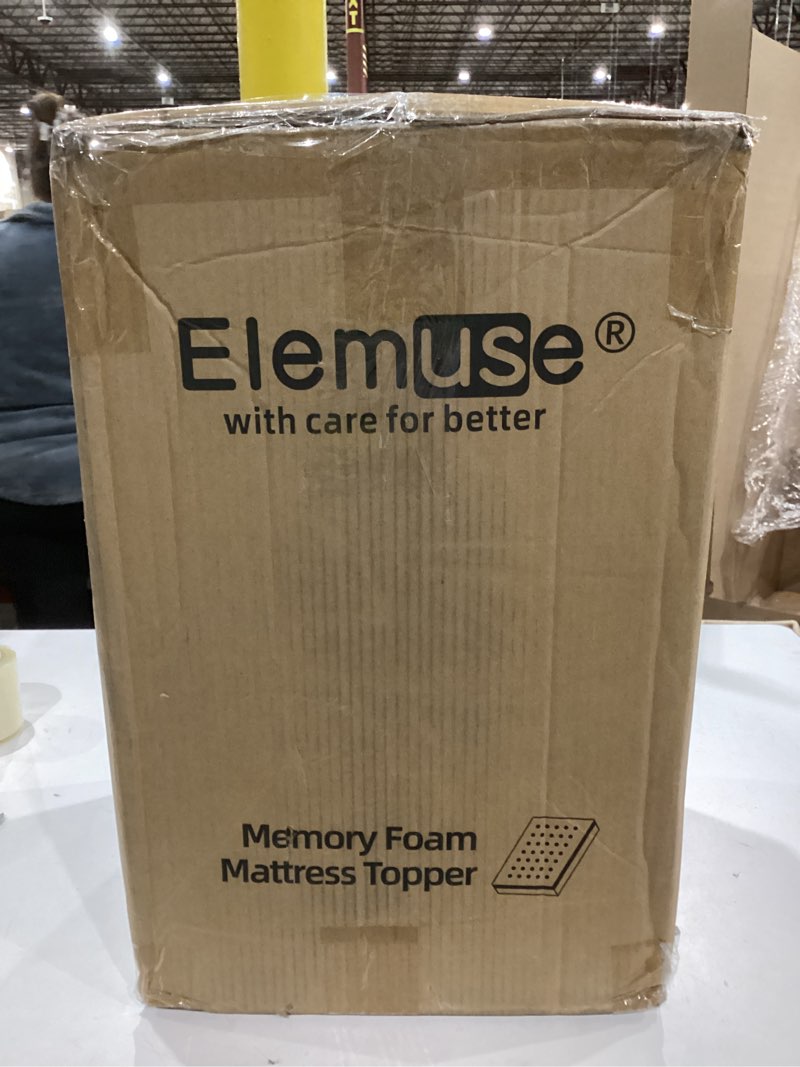 Elemuse®
with care for better
Memory Foam
Mattress Topper